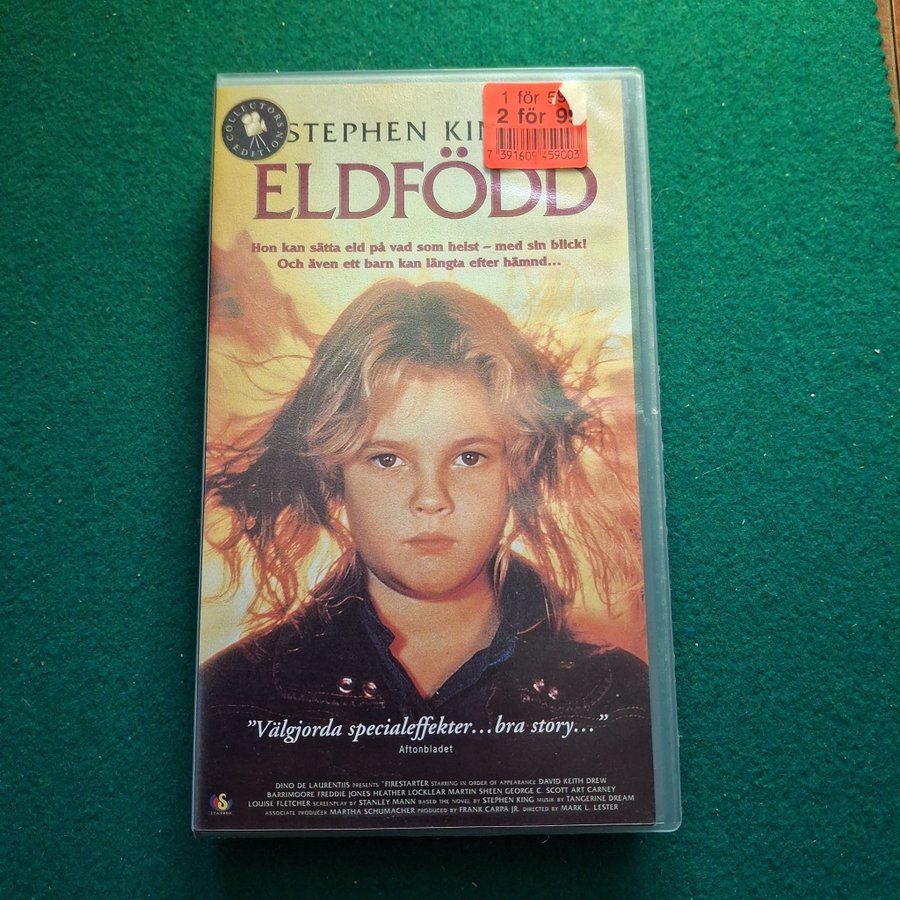 COLLECTORS EDITION
STEPHEN KIN
1 för 59
2 för 9
7 391609 459003
ELDFÖDD
Hon kan sätta eld på vad som helst – med sin blick!
Och även ett barn kan längta efter hämnd...
”Välgjorda specialeffekter...bra story...”
Aftonbladet
DINO DE LAURENTIIS PRESENTS "FIRESTARTER STARRING IN ORDER OF APPEARANCE DAVID KEITH DREW
BARRIMOORE FREDDIE JONES HEATHER LOCKLEAR MARTIN SHEEN GEORGE C. SCOTT ART CARNEY
LOUISE FLETCHER SCREENPLAY BY STANLEY MANN BASED THE NOVEL BY STEPHEN KING MUSIK BY TANGERINE DREAM
ASSOCIATE PRODUCER MARTHA SCHUMACHER PRODUCED BY FRANK CARPA JR. DIRECTED BY MARK L. LESTER